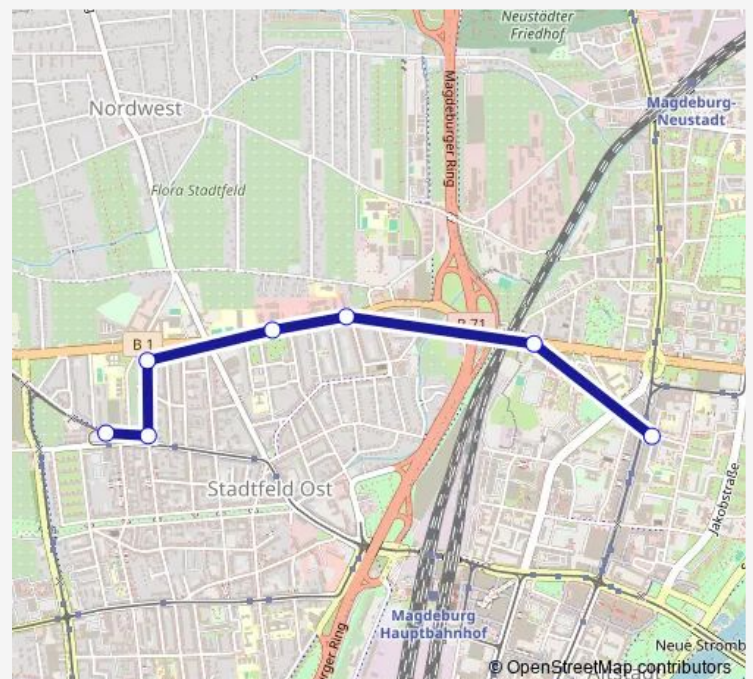 Neustädter
Friedhof
Magdeburger Ring
Magdeburg-
Neustadt
Nordwest
Flora Stadtfeld
B 71
B 1
Stadtfeld Ost
Jakobstraße
Magdeburg
Hauptbahnhof
Neue Stromb
© OpenStreetMap contributors